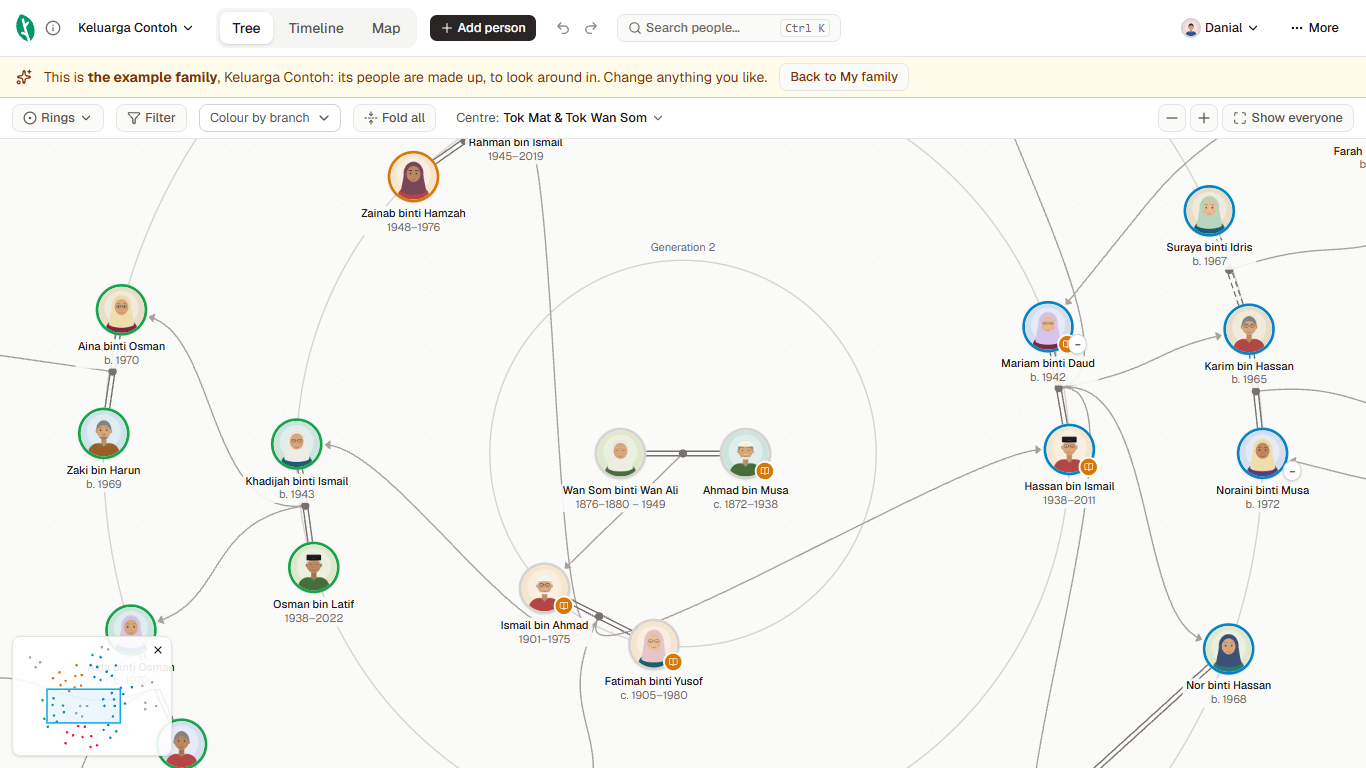 Keluarga Contoh
Tree
Timeline
Map
Add person
Search people...
Ctrl K
Danial
More
This is the example family, Keluarga Contoh: its people are made up, to look around in. Change anything you like.
Back to My family
Rings
Filter
Colour by branch
Fold all
Centre: Tok Mat & Tok Wan Som
Show everyone
Rahman bin Ismail
1945–2019
Farah
b.
Zainab binti Hamzah
1948–1976
Generation 2
Suraya binti Idris
b. 1967
Aina binti Osman
b. 1970
Mariam binti Daud
b. 1942
Karim bin Hassan
b. 1965
Zaki bin Harun
b. 1969
Khadijah binti Ismail
b. 1943
Wan Som binti Wan Ali
1876–1880 – 1949
Ahmad bin Musa
c. 1872–1938
Hassan bin Ismail
1938–2011
Noraini binti Musa
b. 1972
Osman bin Latif
1938–2022
Ismail bin Ahmad
1901–1975
Fatimah binti Yusof
c. 1905–1980
Nor binti Hassan
b. 1968
binti Osman